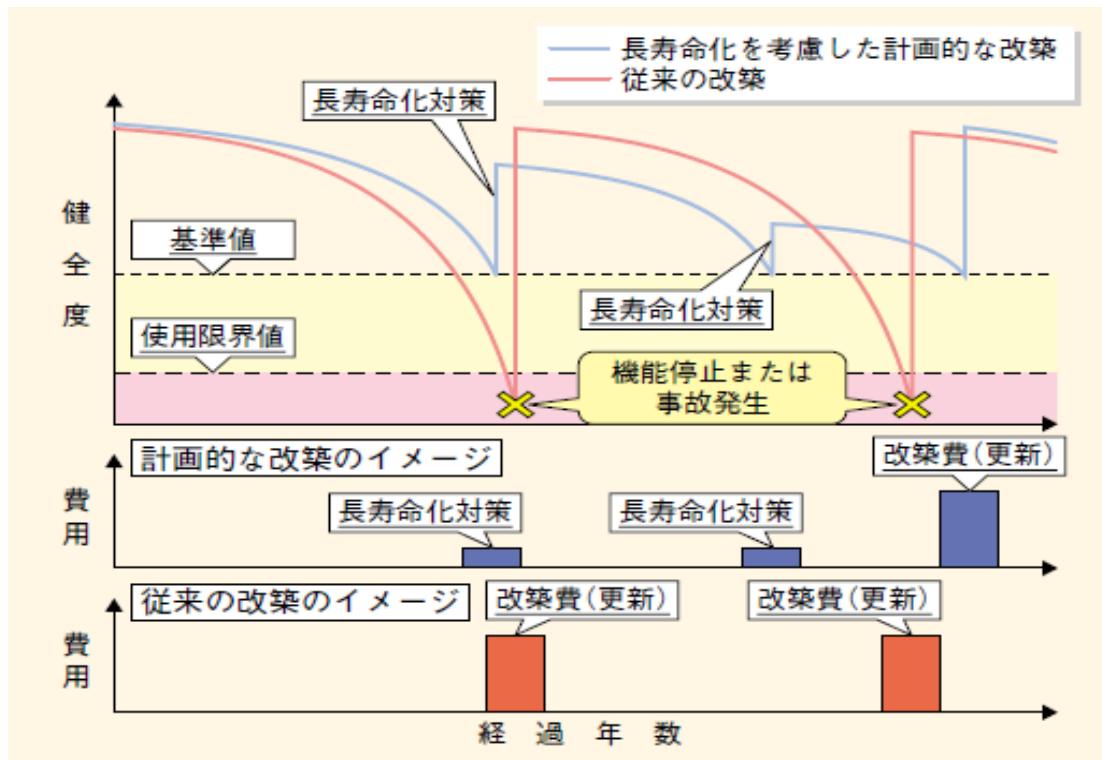 長寿命化を考慮した計画的な改築
従来の改築
長寿命化対策
健全度
基準値
長寿命化対策
使用限界値
機能停止または
事故発生
計画的な改築のイメージ
改築費(更新)
費用
長寿命化対策
長寿命化対策
従来の改築のイメージ
改築費(更新)
改築費(更新)
費用
経過年数